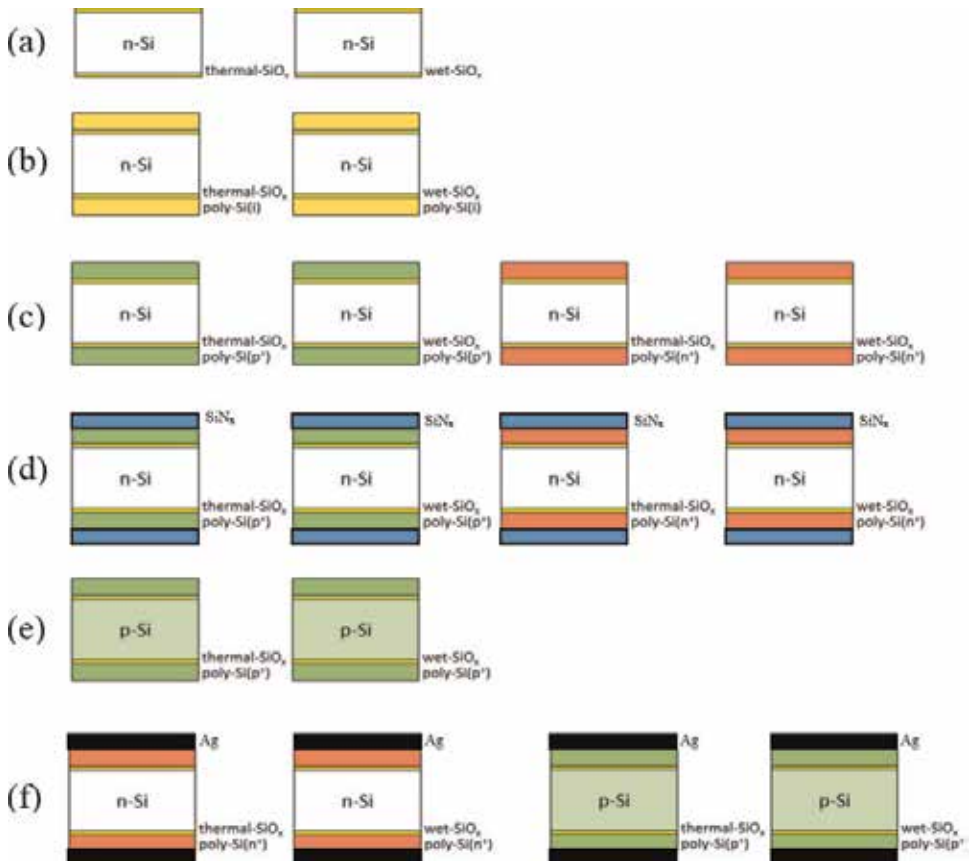 (a)
n-Si
thermal-SiOₓ
n-Si
wet-SiOₓ
(b)
n-Si
thermal-SiOₓ
poly-Si(i)
n-Si
wet-SiOₓ
poly-Si(i)
(c)
n-Si
thermal-SiOₓ
poly-Si(p⁺)
n-Si
wet-SiOₓ
poly-Si(p⁺)
n-Si
thermal-SiOₓ
poly-Si(n⁺)
n-Si
wet-SiOₓ
poly-Si(n⁺)
(d)
SiNₓ
n-Si
thermal-SiOₓ
poly-Si(p⁺)
SiNₓ
n-Si
wet-SiOₓ
poly-Si(p⁺)
SiNₓ
n-Si
thermal-SiOₓ
poly-Si(n⁺)
SiNₓ
n-Si
wet-SiOₓ
poly-Si(n⁺)
(e)
p-Si
thermal-SiOₓ
poly-Si(p⁺)
p-Si
wet-SiOₓ
poly-Si(p⁺)
(f)
Ag
n-Si
thermal-SiOₓ
poly-Si(n⁺)
Ag
n-Si
wet-SiOₓ
poly-Si(n⁺)
Ag
p-Si
thermal-SiOₓ
poly-Si(p⁺)
Ag
p-Si
wet-SiOₓ
poly-Si(p⁺